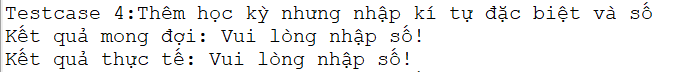 Testcase 4:Thêm học kỳ nhưng nhập kí tự đặc biệt và số
Kết quả mong đợi: Vui lòng nhập số!
Kết quả thực tế: Vui lòng nhập số!